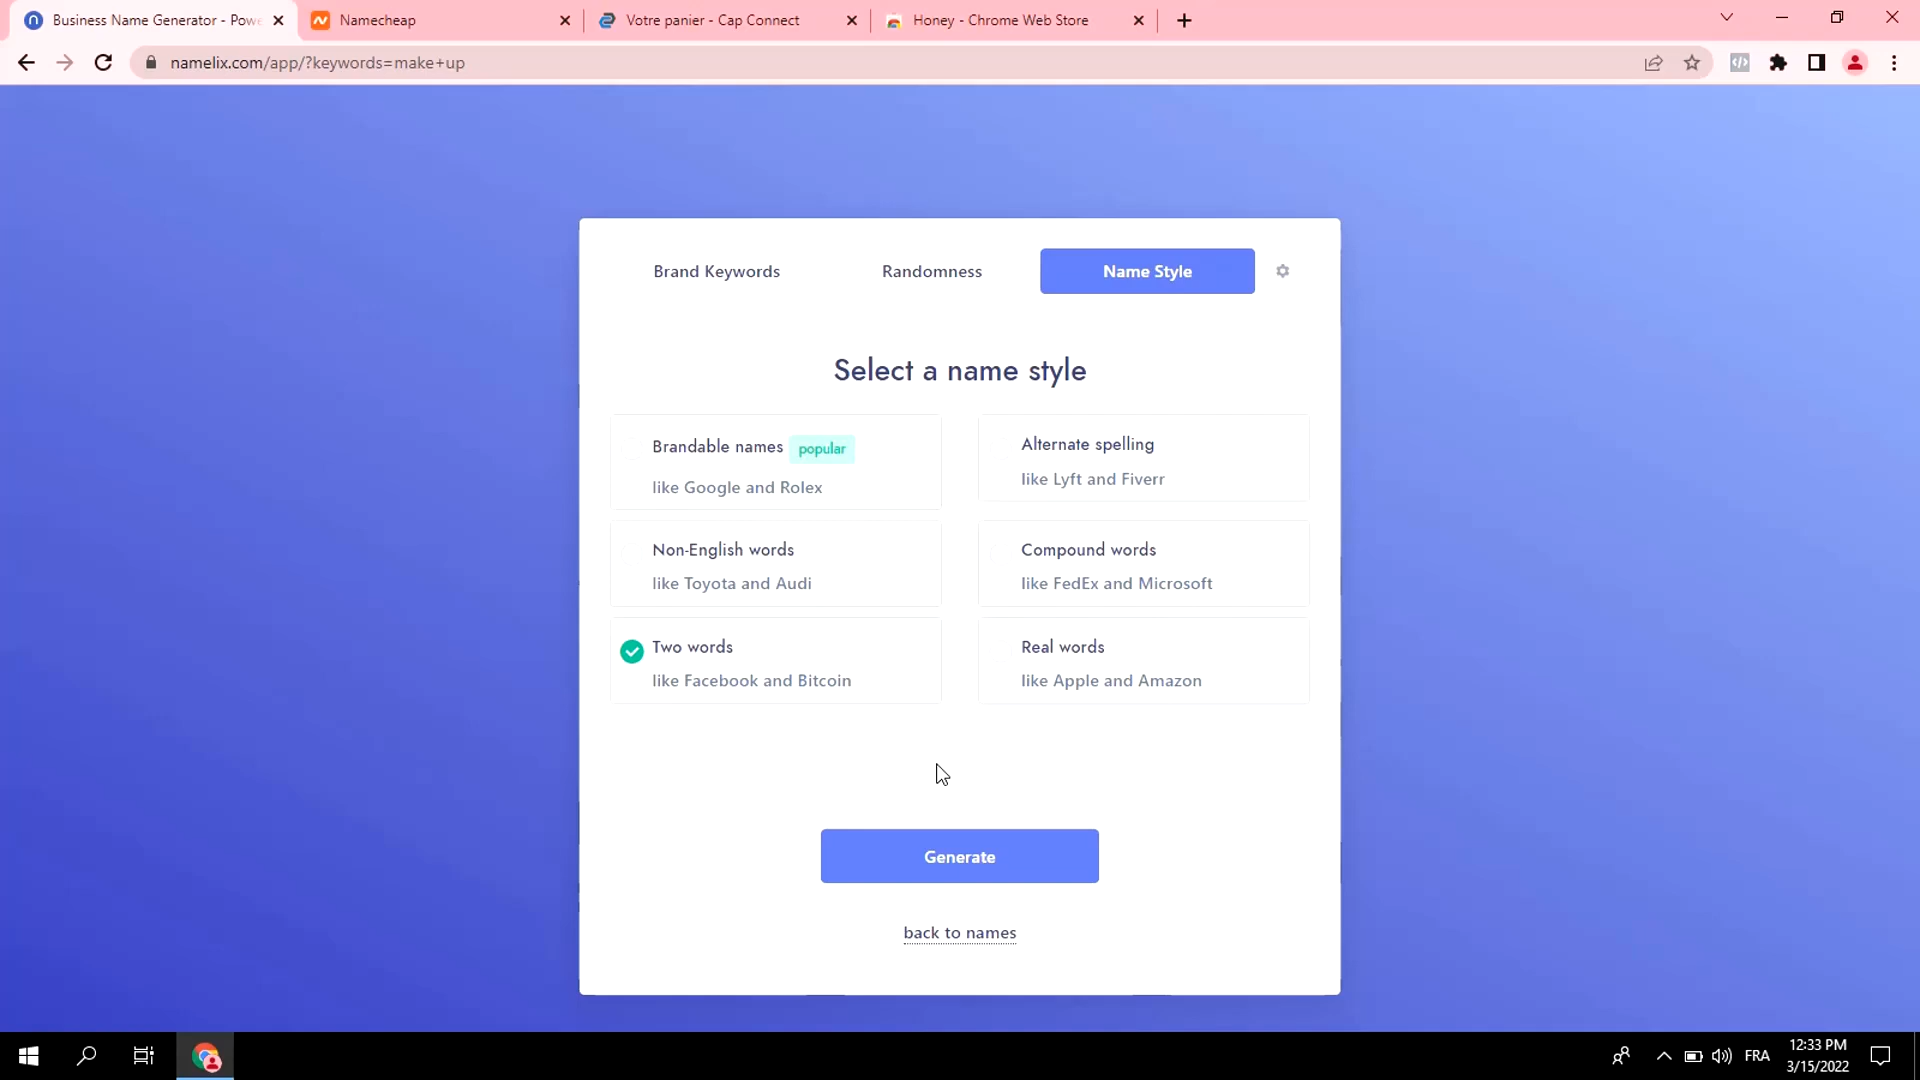 Business Name Generator - Powe
Namecheap
Votre panier - Cap Connect
Honey - Chrome Web Store
namelix.com/app/?keywords=make+up
Brand Keywords
Randomness
Name Style
Select a name style
Brandable names popular
like Google and Rolex
Alternate spelling
like Lyft and Fiverr
Non-English words
like Toyota and Audi
Compound words
like FedEx and Microsoft
Two words
like Facebook and Bitcoin
Real words
like Apple and Amazon
Generate
back to names
FRA
12:33 PM
3/15/2022